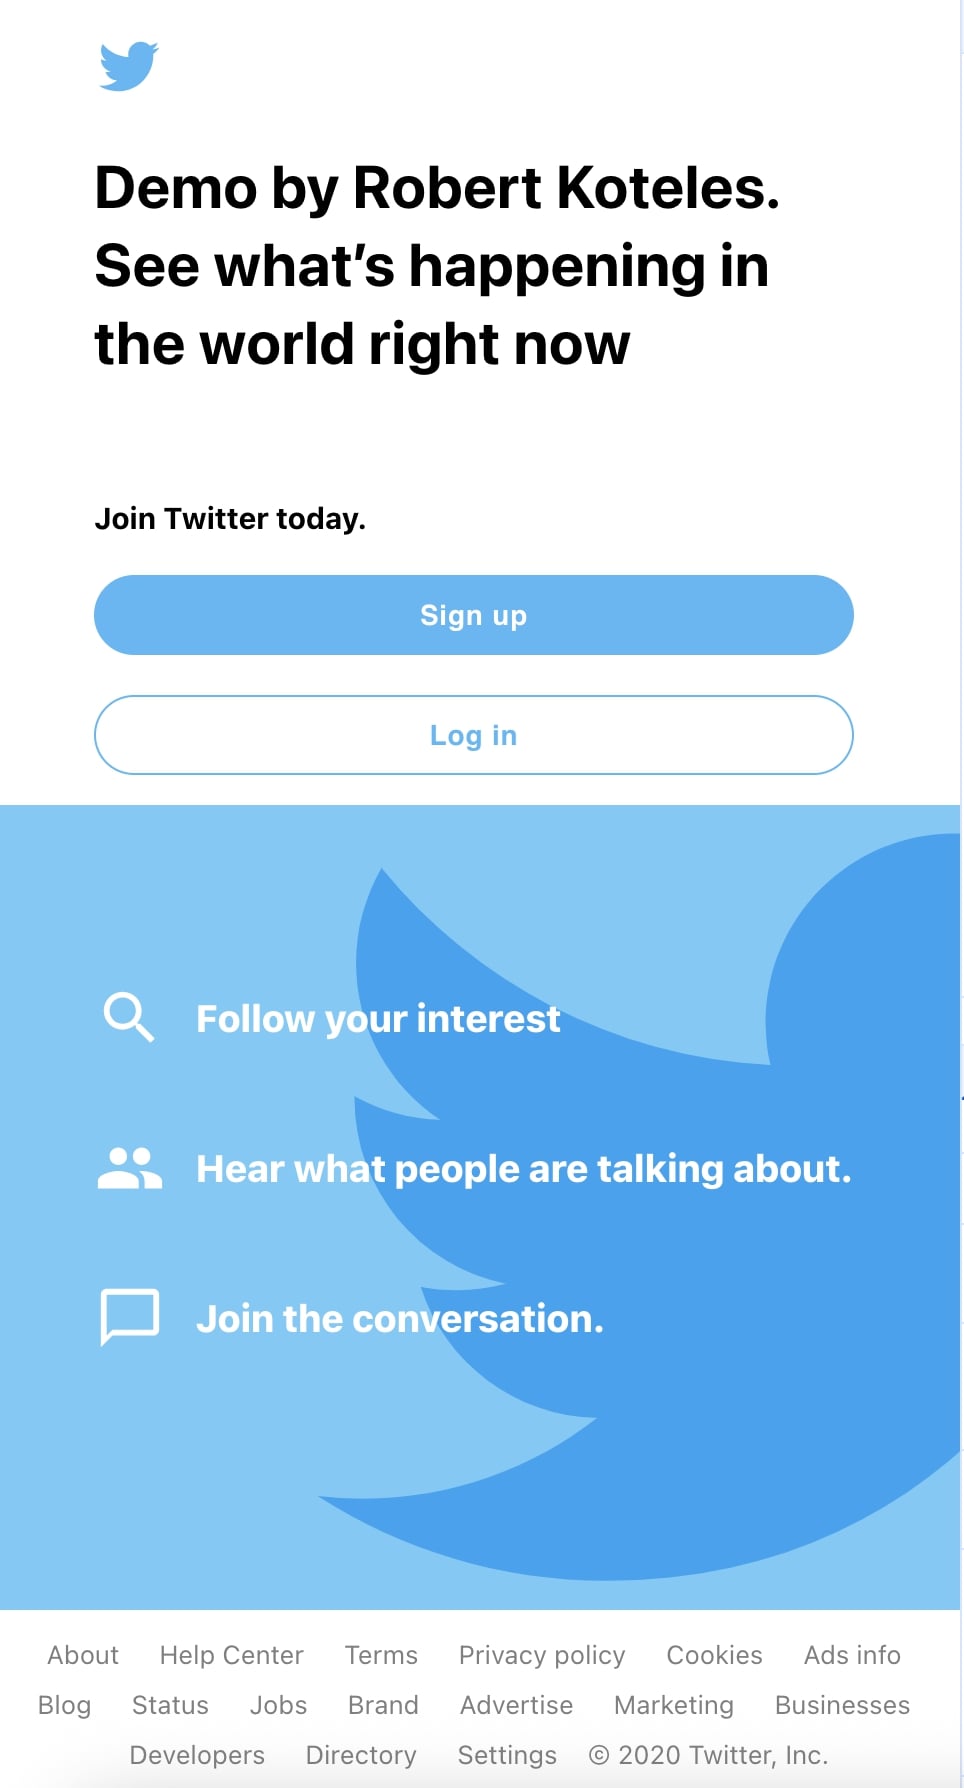 Demo by Robert Koteles.
See what’s happening in
the world right now
Join Twitter today.
Sign up
Log in
Follow your interest
Hear what people are talking about.
Join the conversation.
About Help Center Terms Privacy policy Cookies Ads info
Blog Status Jobs Brand Advertise Marketing Businesses
Developers Directory Settings © 2020 Twitter, Inc.